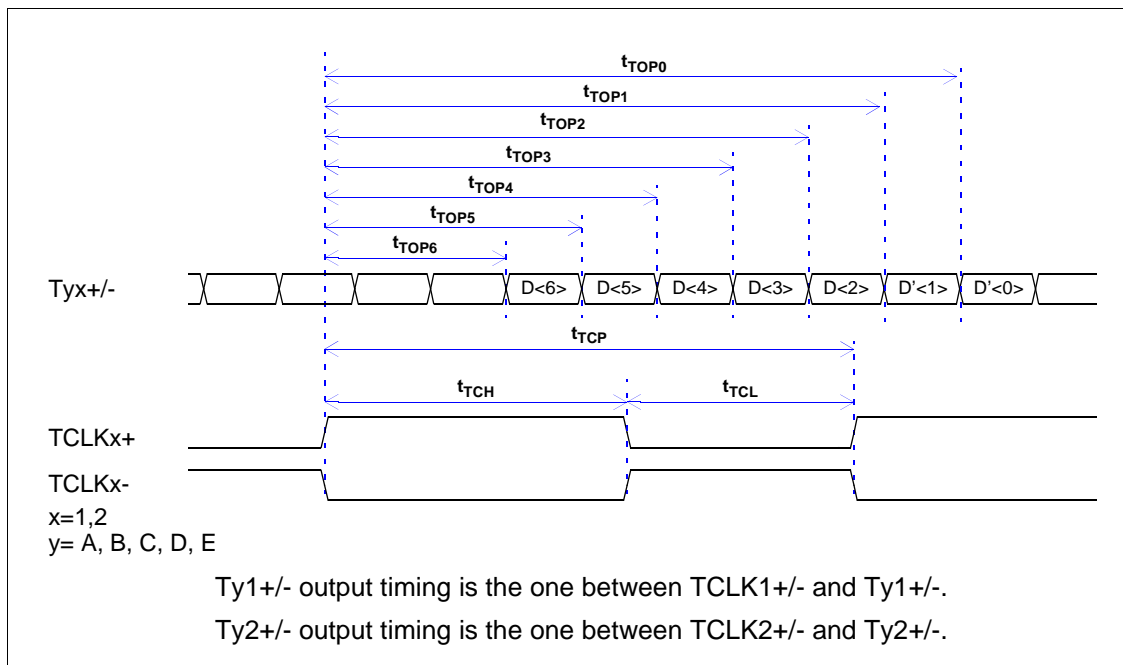 tTOP0
tTOP1
tTOP2
tTOP3
tTOP4
tTOP5
tTOP6
Tyx+/- D<6> D<5> D<4> D<3> D<2> D'<1> D'<0>
tTCP
tTCH tTCL
TCLKx+
TCLKx-
x=1,2
y= A, B, C, D, E
Ty1+/- output timing is the one between TCLK1+/- and Ty1+/-.
Ty2+/- output timing is the one between TCLK2+/- and Ty2+/-.